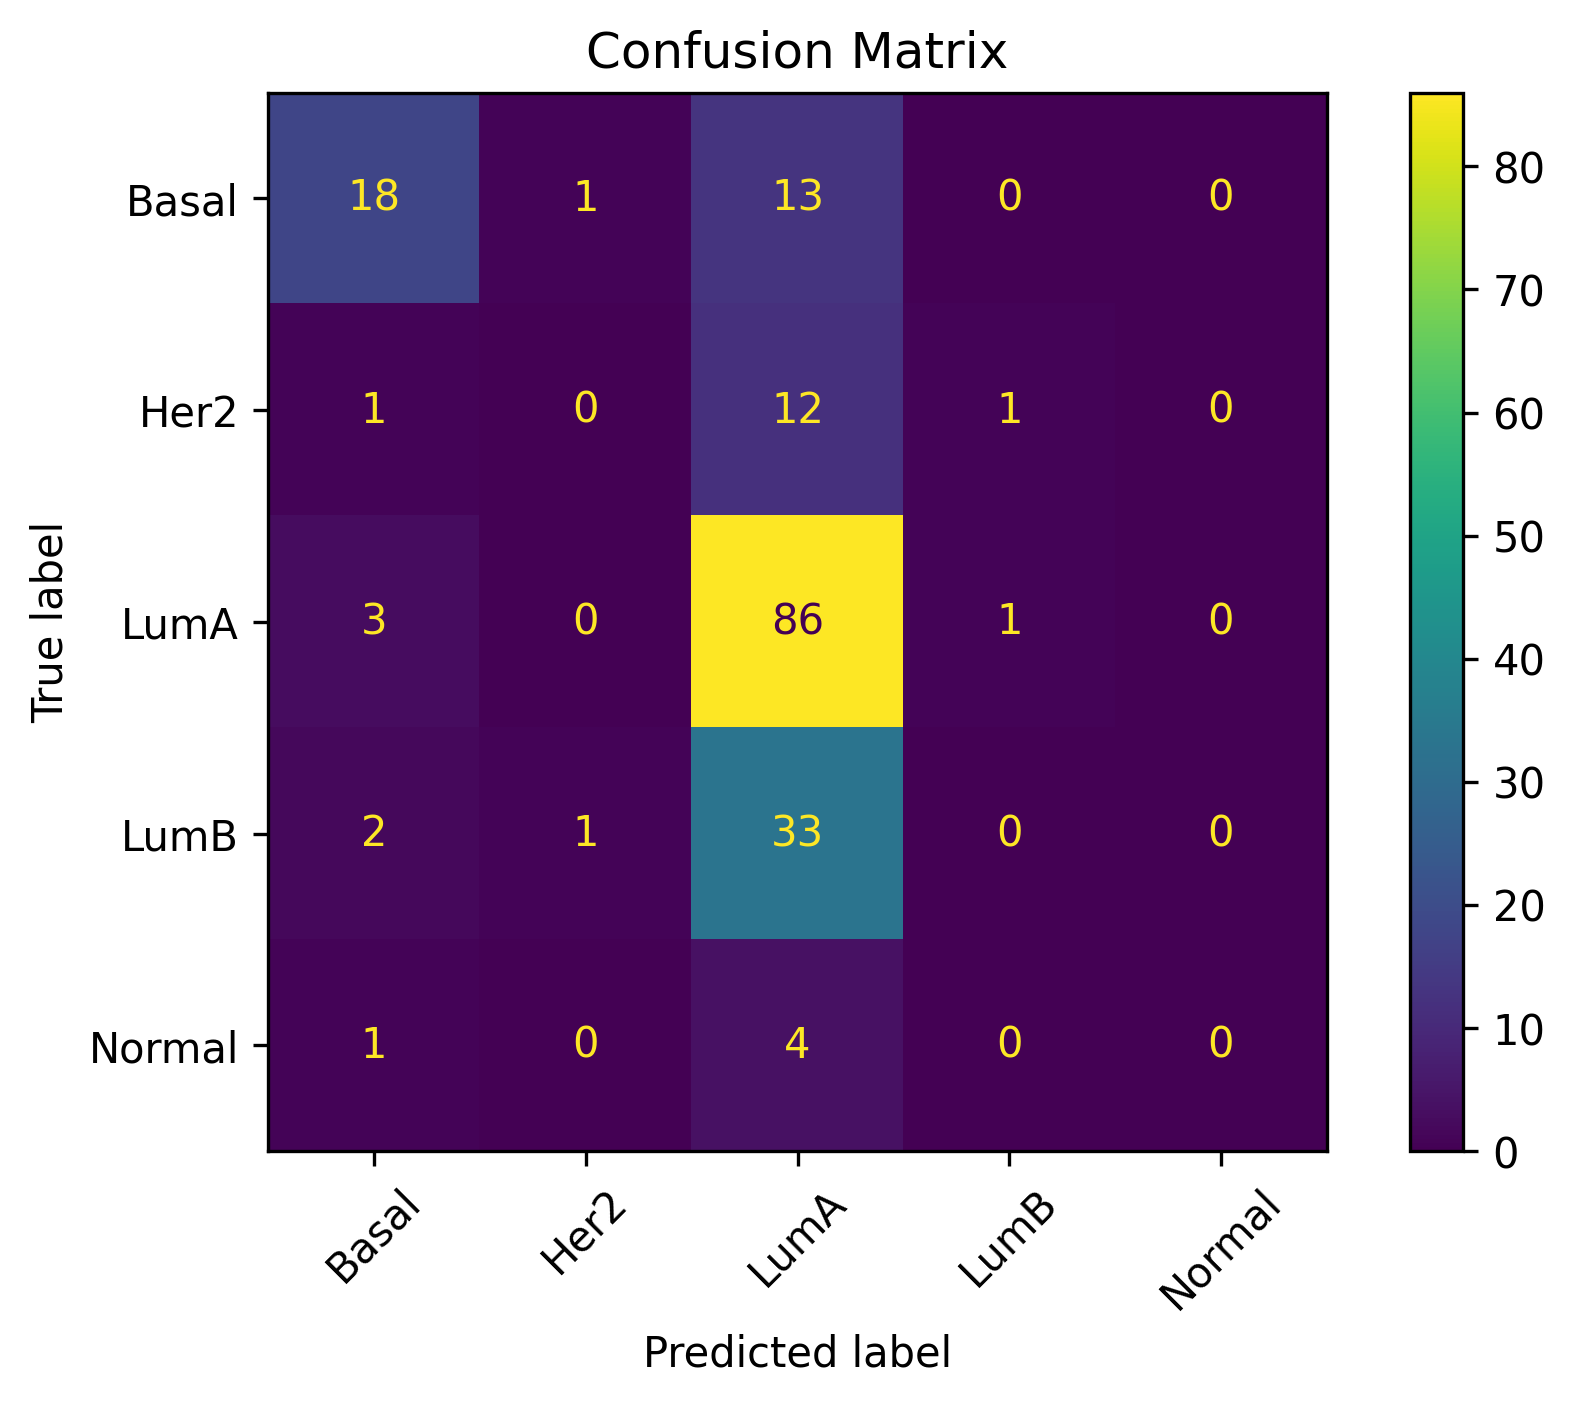 Confusion Matrix
True label
Basal 18 1 13 0 0
Her2 1 0 12 1 0
LumA 3 0 86 1 0
LumB 2 1 33 0 0
Normal 1 0 4 0 0
Basal Her2 LumA LumB Normal
Predicted label
80
70
60
50
40
30
20
10
0